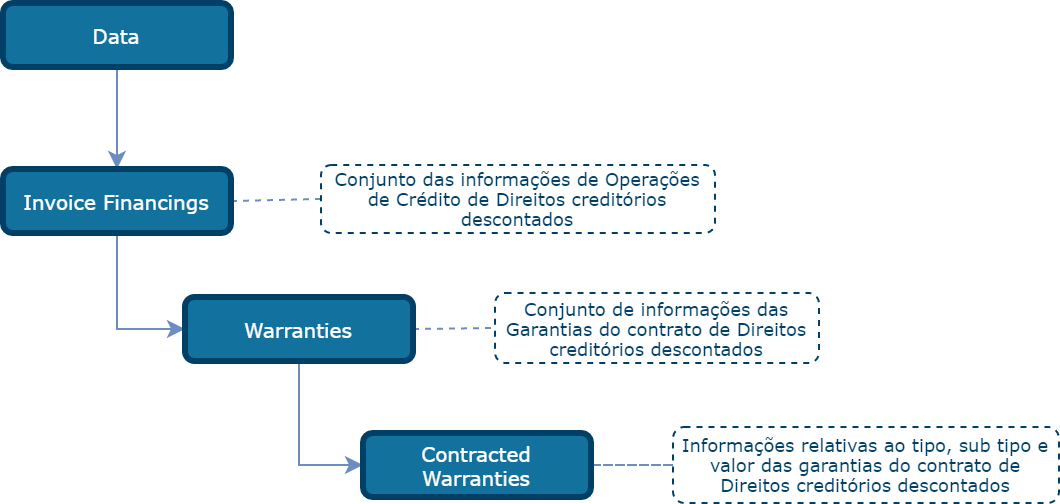 Data
Invoice Financings
Conjunto das informações de Operações
de Crédito de Direitos creditórios
descontados
Warranties
Conjunto de informações das
Garantias do contrato de Direitos
creditórios descontados
Contracted
Warranties
Informações relativas ao tipo, sub tipo e
valor das garantias do contrato de
Direitos creditórios descontados